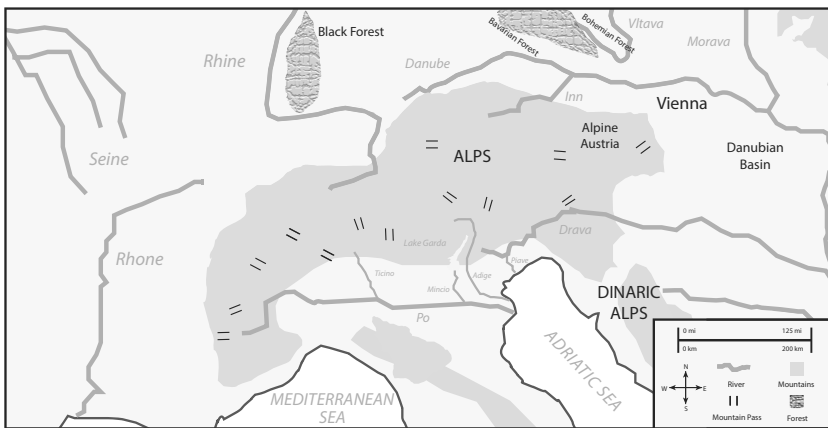 Black Forest
Rhine
Bavarian Forest
Bohemian Forest
Vltava
Morava
Danube
Inn
Vienna
Seine
ALPS
Alpine
Austria
Danubian
Basin
Rhone
Lake Garda
Drava
Ticino
Mincio
Adige
Piave
Po
DINARIC
ALPS
MEDITERRANEAN
SEA
ADRIATIC SEA
0 mi 125 mi
0 km 200 km
N
W E
S
River
Mountains
Mountain Pass
Forest